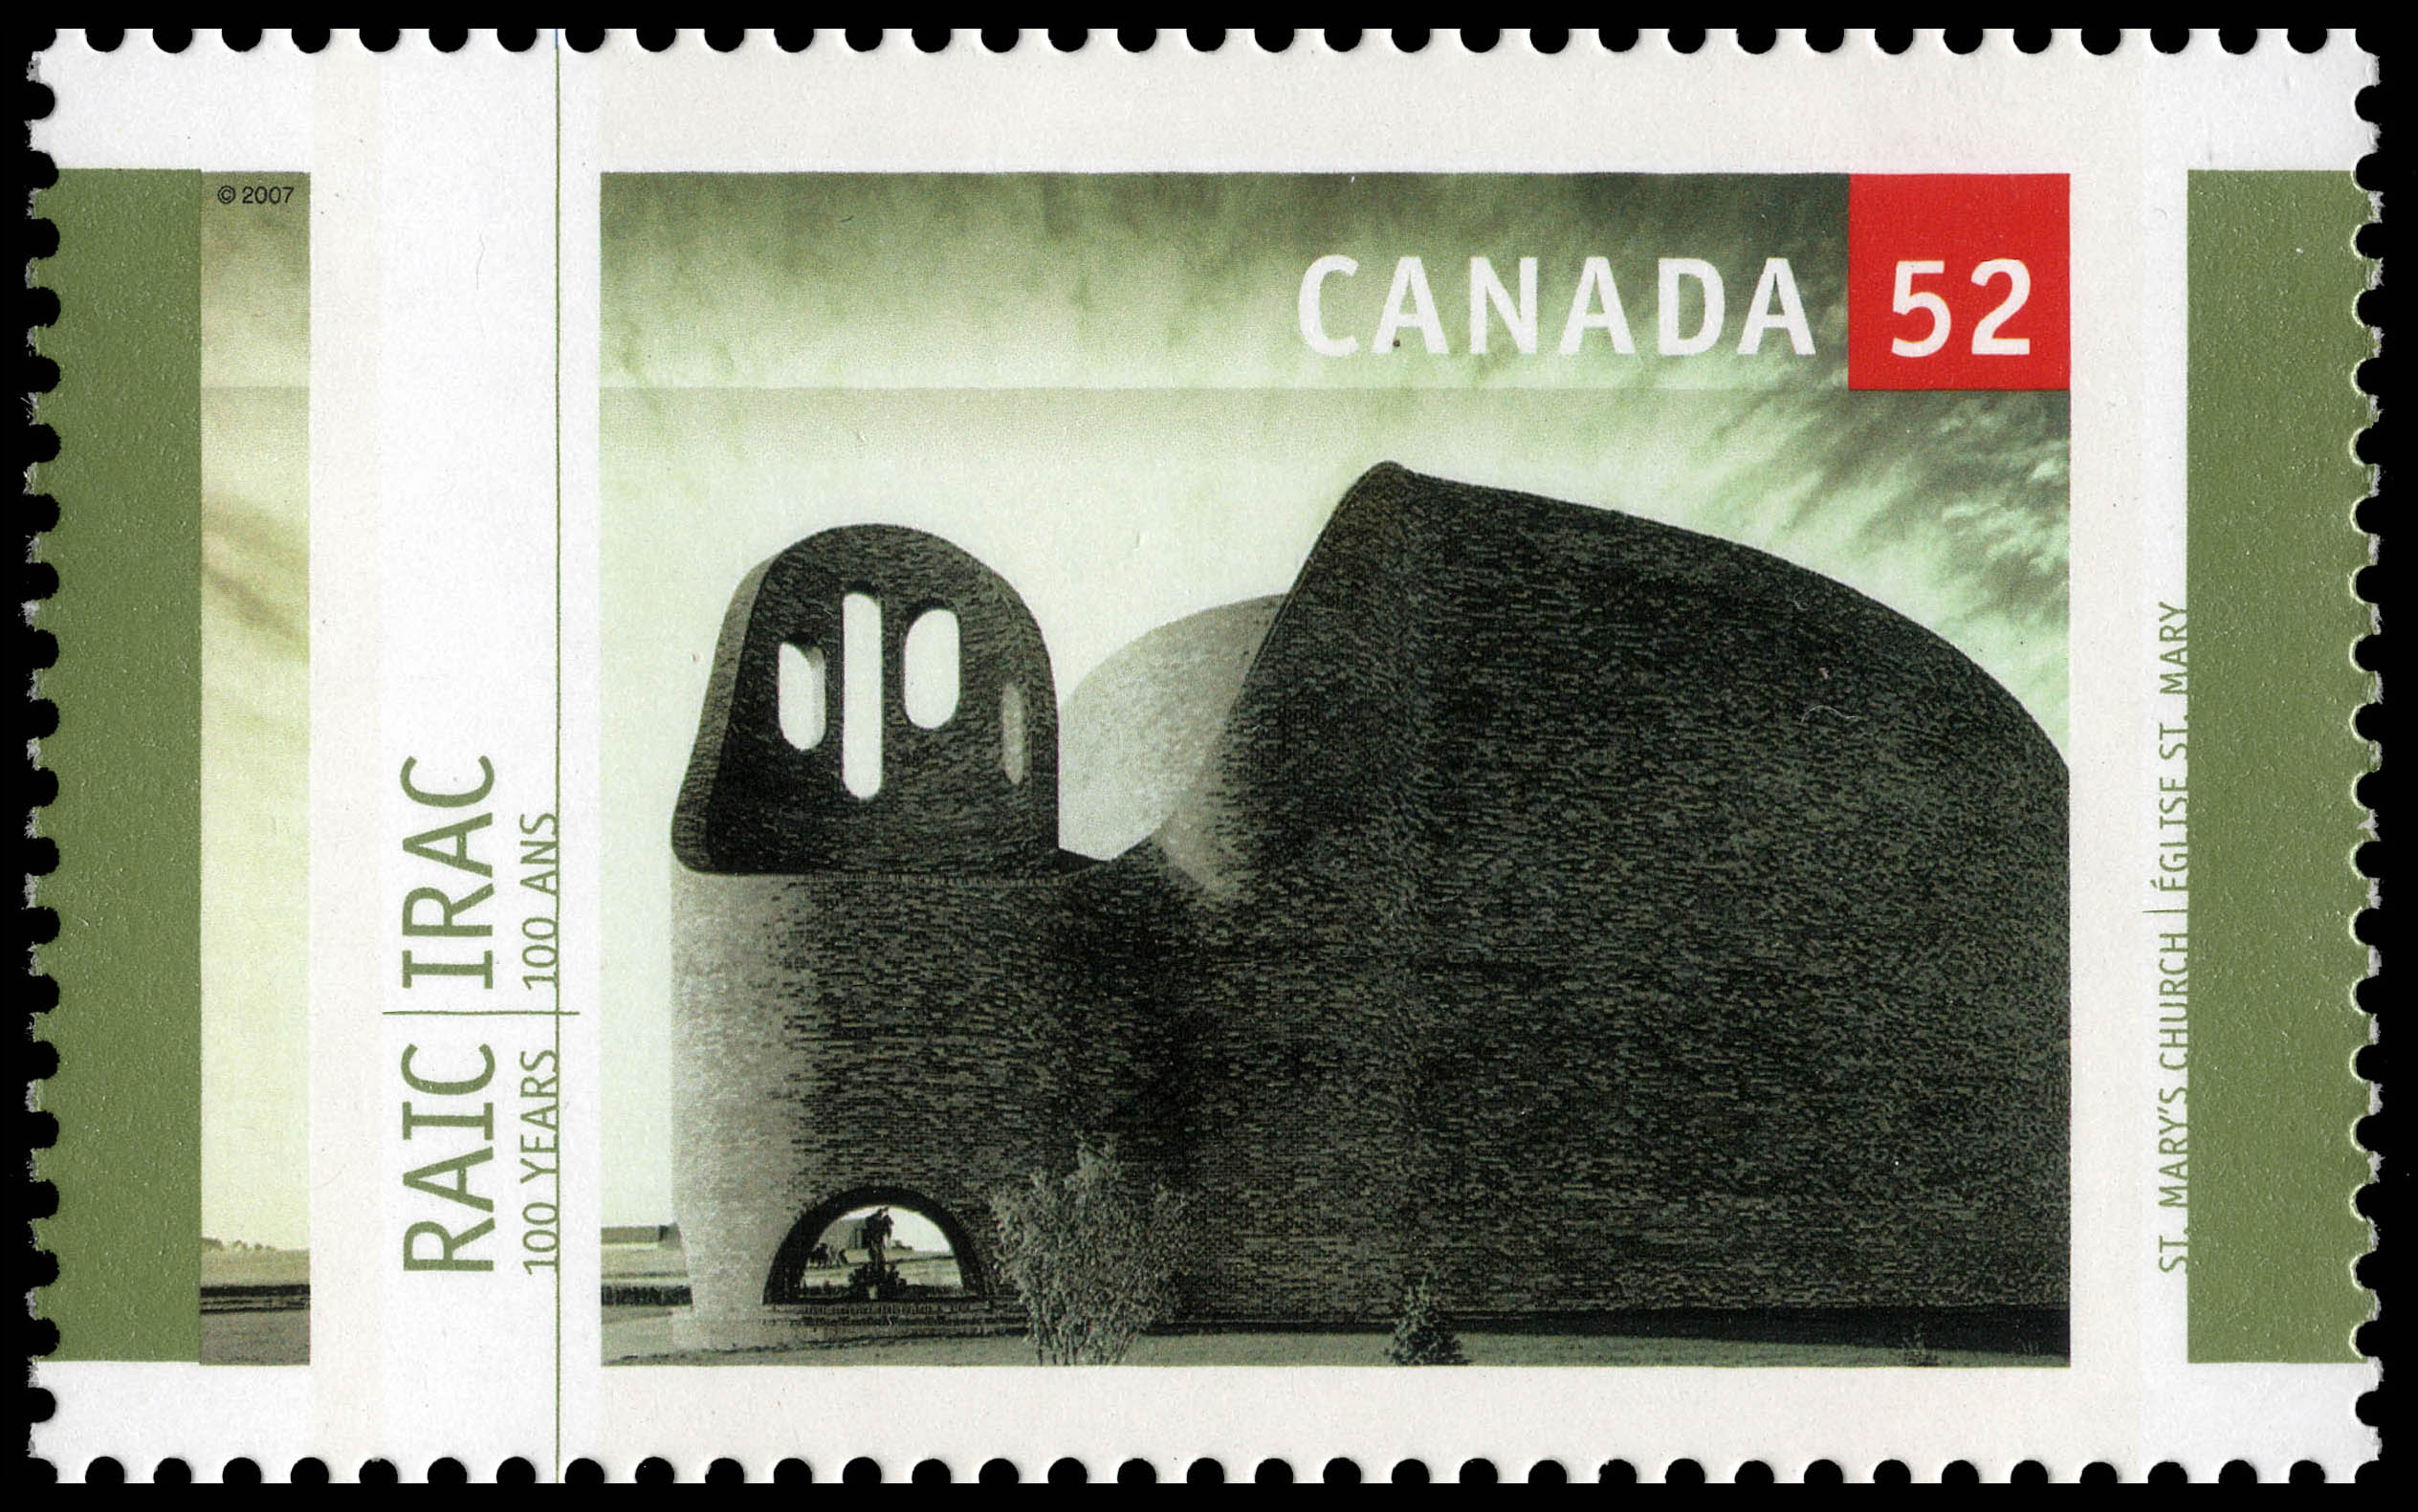 © 2007
CANADA 52
RAIC | IRAC
100 YEARS | 100 ANS
ST. MARY'S CHURCH | ÉGLISE ST. MARY